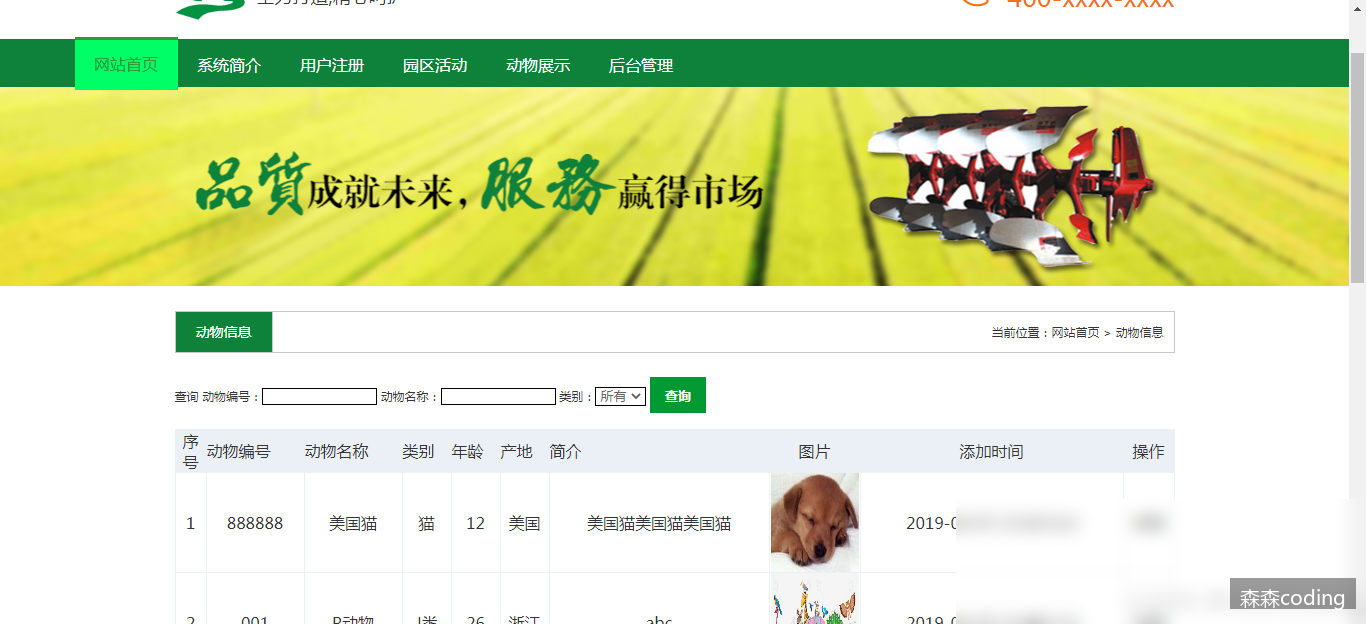 400-xxxx-xxxx
网站首页 系统简介 用户注册 园区活动 动物展示 后台管理
品質成就未来，服務赢得市场
动物信息 当前位置：网站首页 > 动物信息
查询 动物编号： 动物名称： 类别： 所有 查询
序号 动物编号 动物名称 类别 年龄 产地 简介 图片 添加时间 操作
1 888888 美国猫 猫 12 美国 美国猫美国猫美国猫 2019-0
2 001 B动物 26 浙江 abc 2019-0
森森coding